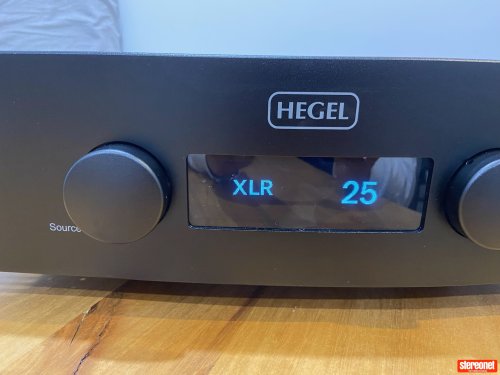 HEGEL
XLR 25
Source
stereonet